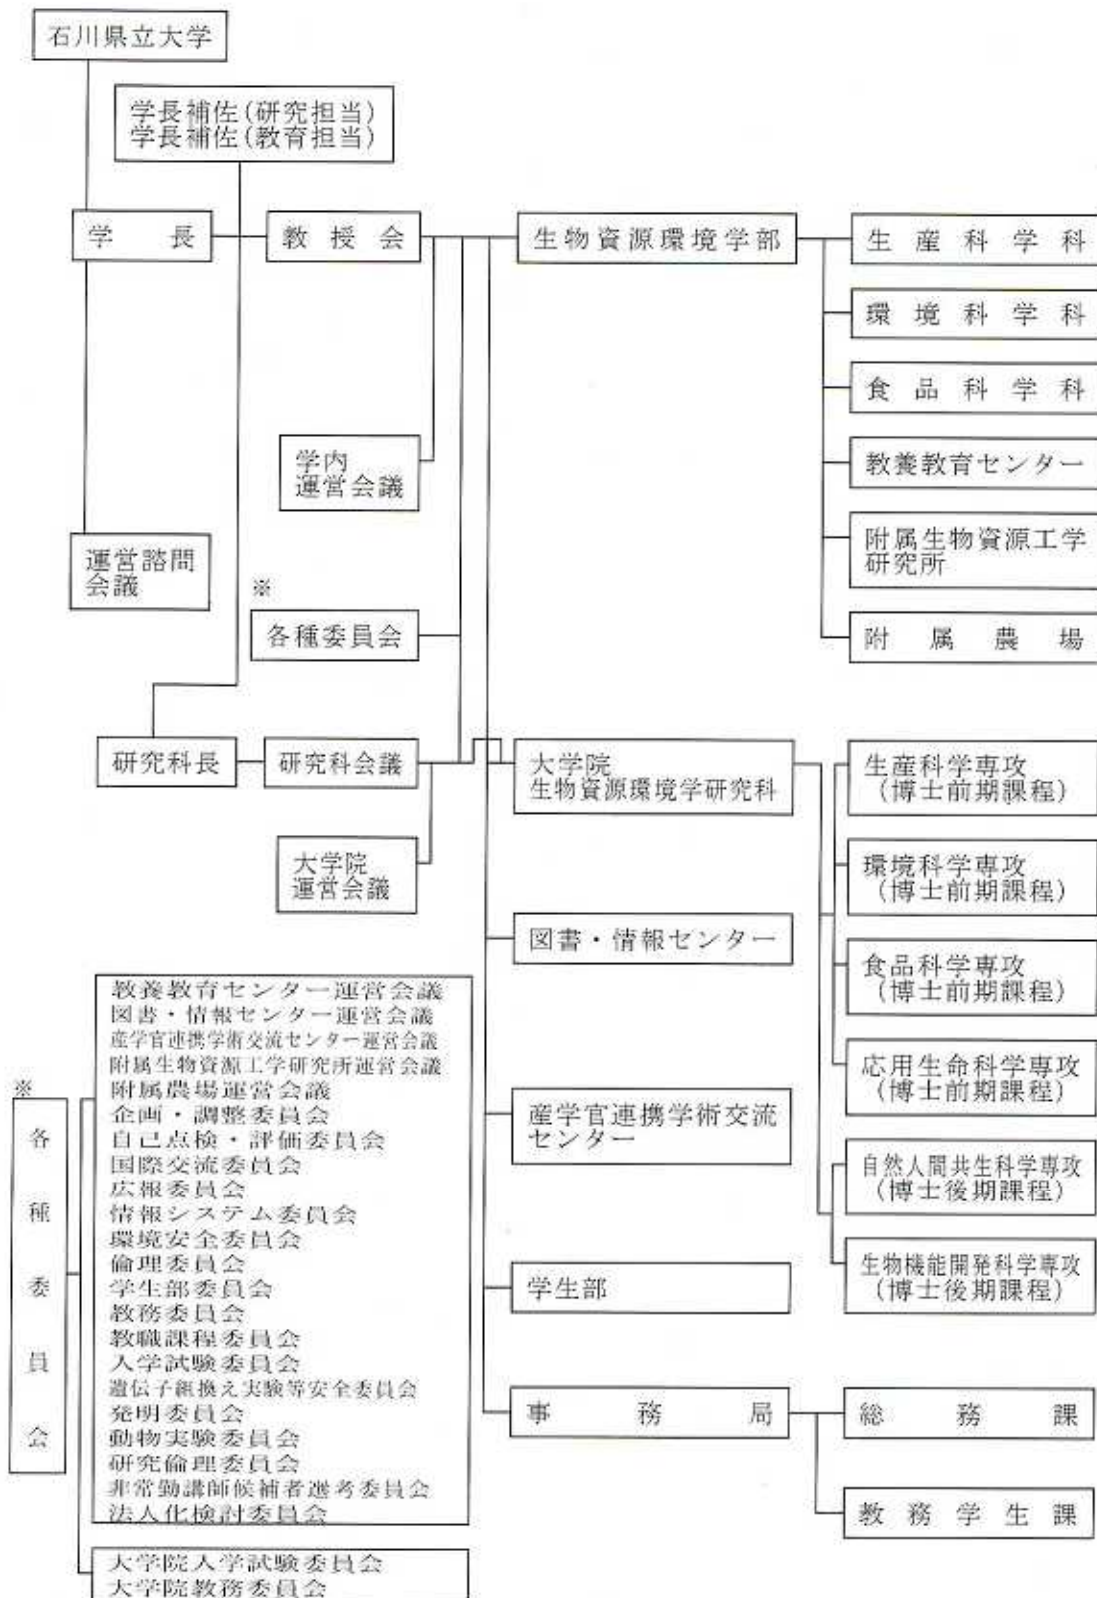 石川県立大学
学長補佐(研究担当)
学長補佐(教育担当)
学長
教授会
生物資源環境学部
生産科学科
環境科学科
食品科学科
教養教育センター
附属生物資源工学
研究所
附属農場
学内
運営会議
運営諮問
会議
※
各種委員会
研究科長
研究科会議
大学院
運営会議
大学院
生物資源環境学研究科
生産科学専攻
(博士前期課程)
環境科学専攻
(博士前期課程)
食品科学専攻
(博士前期課程)
応用生命科学専攻
(博士前期課程)
自然人間共生科学専攻
(博士後期課程)
生物機能開発科学専攻
(博士後期課程)
図書・情報センター
産学官連携学術交流
センター
学生部
事務局
総務課
教務学生課
※
各種委員会
教養教育センター運営会議
図書・情報センター運営会議
産学官連携学術交流センター運営会議
附属生物資源工学研究所運営会議
附属農場運営会議
企画・調整委員会
自己点検・評価委員会
国際交流委員会
広報委員会
情報システム委員会
環境安全委員会
倫理委員会
学生部委員会
教務委員会
教職課程委員会
入学試験委員会
遺伝子組換え実験等安全委員会
発明委員会
動物実験委員会
研究倫理委員会
非常勤講師候補者選考委員会
法人化検討委員会
大学院入学試験委員会
大学院教務委員会